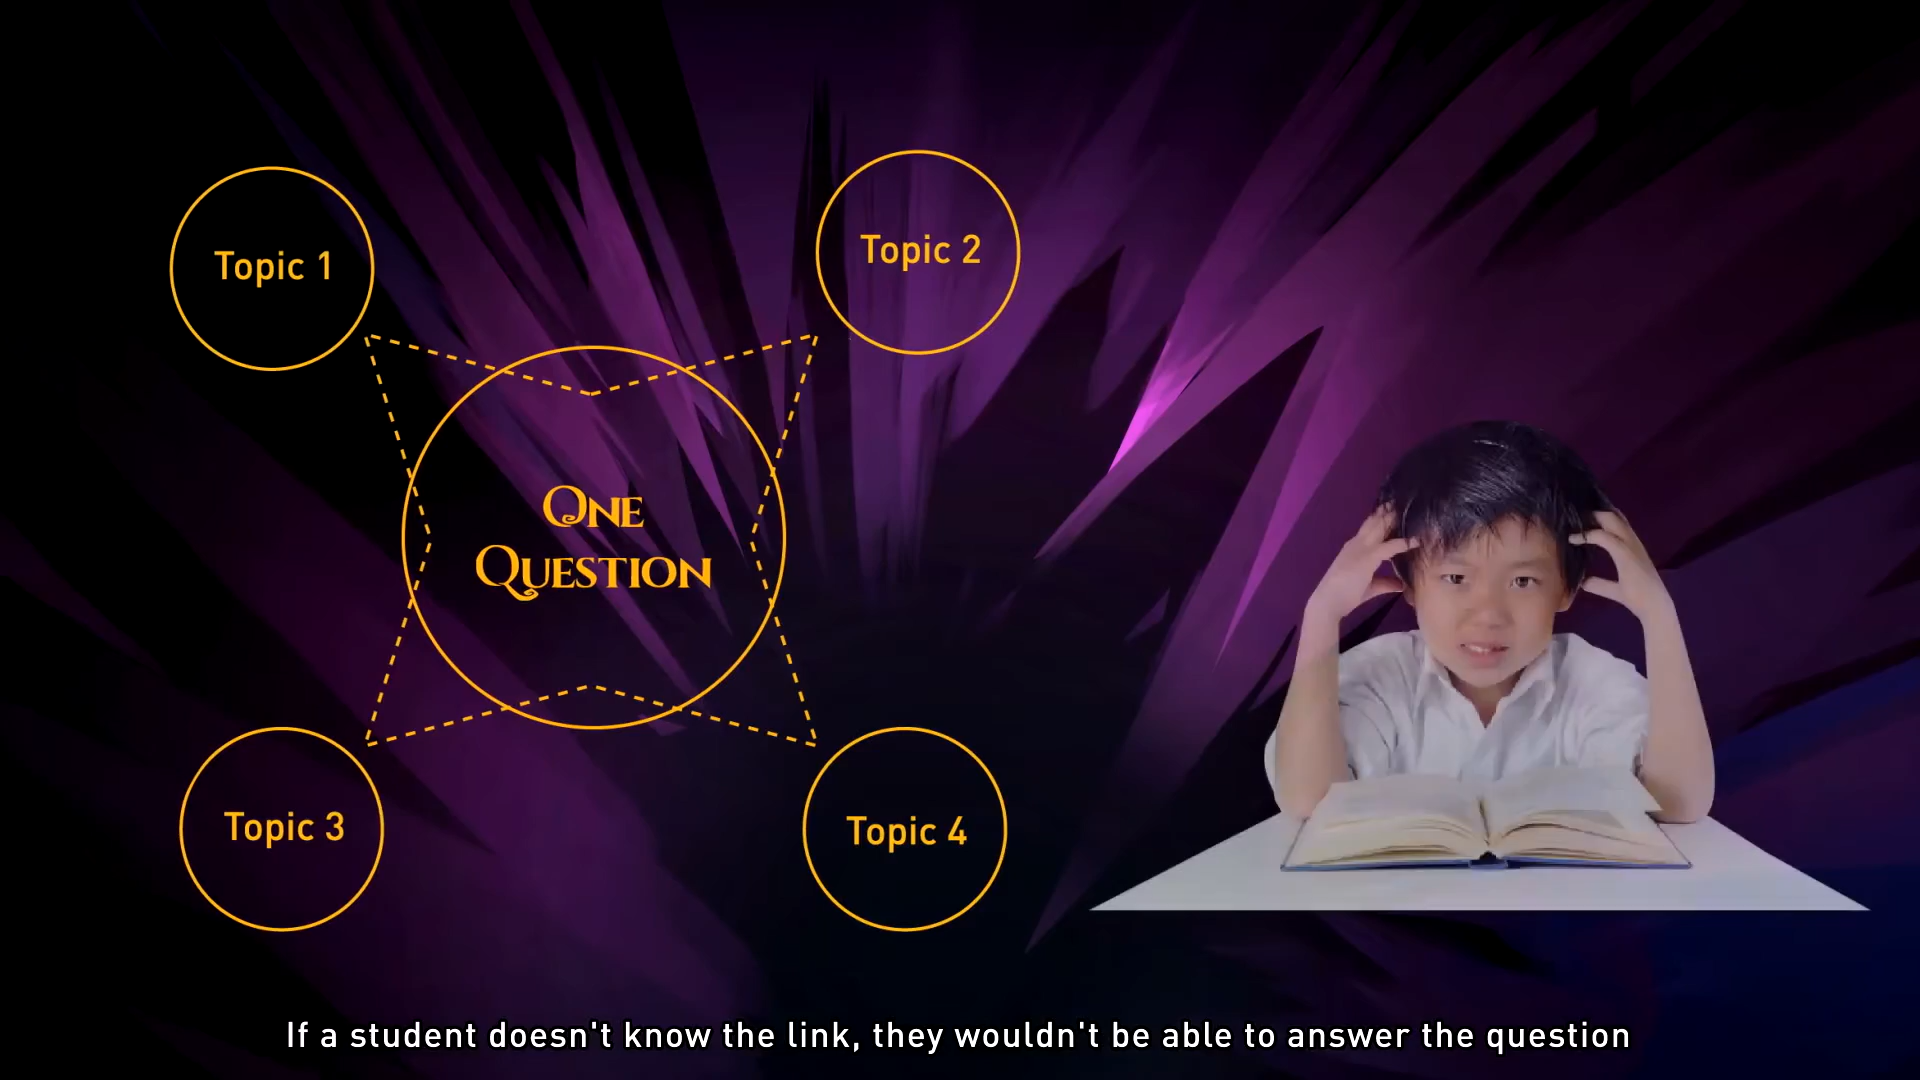 Topic 1
Topic 2
One
Question
Topic 3
Topic 4
If a student doesn't know the link, they wouldn't be able to answer the question